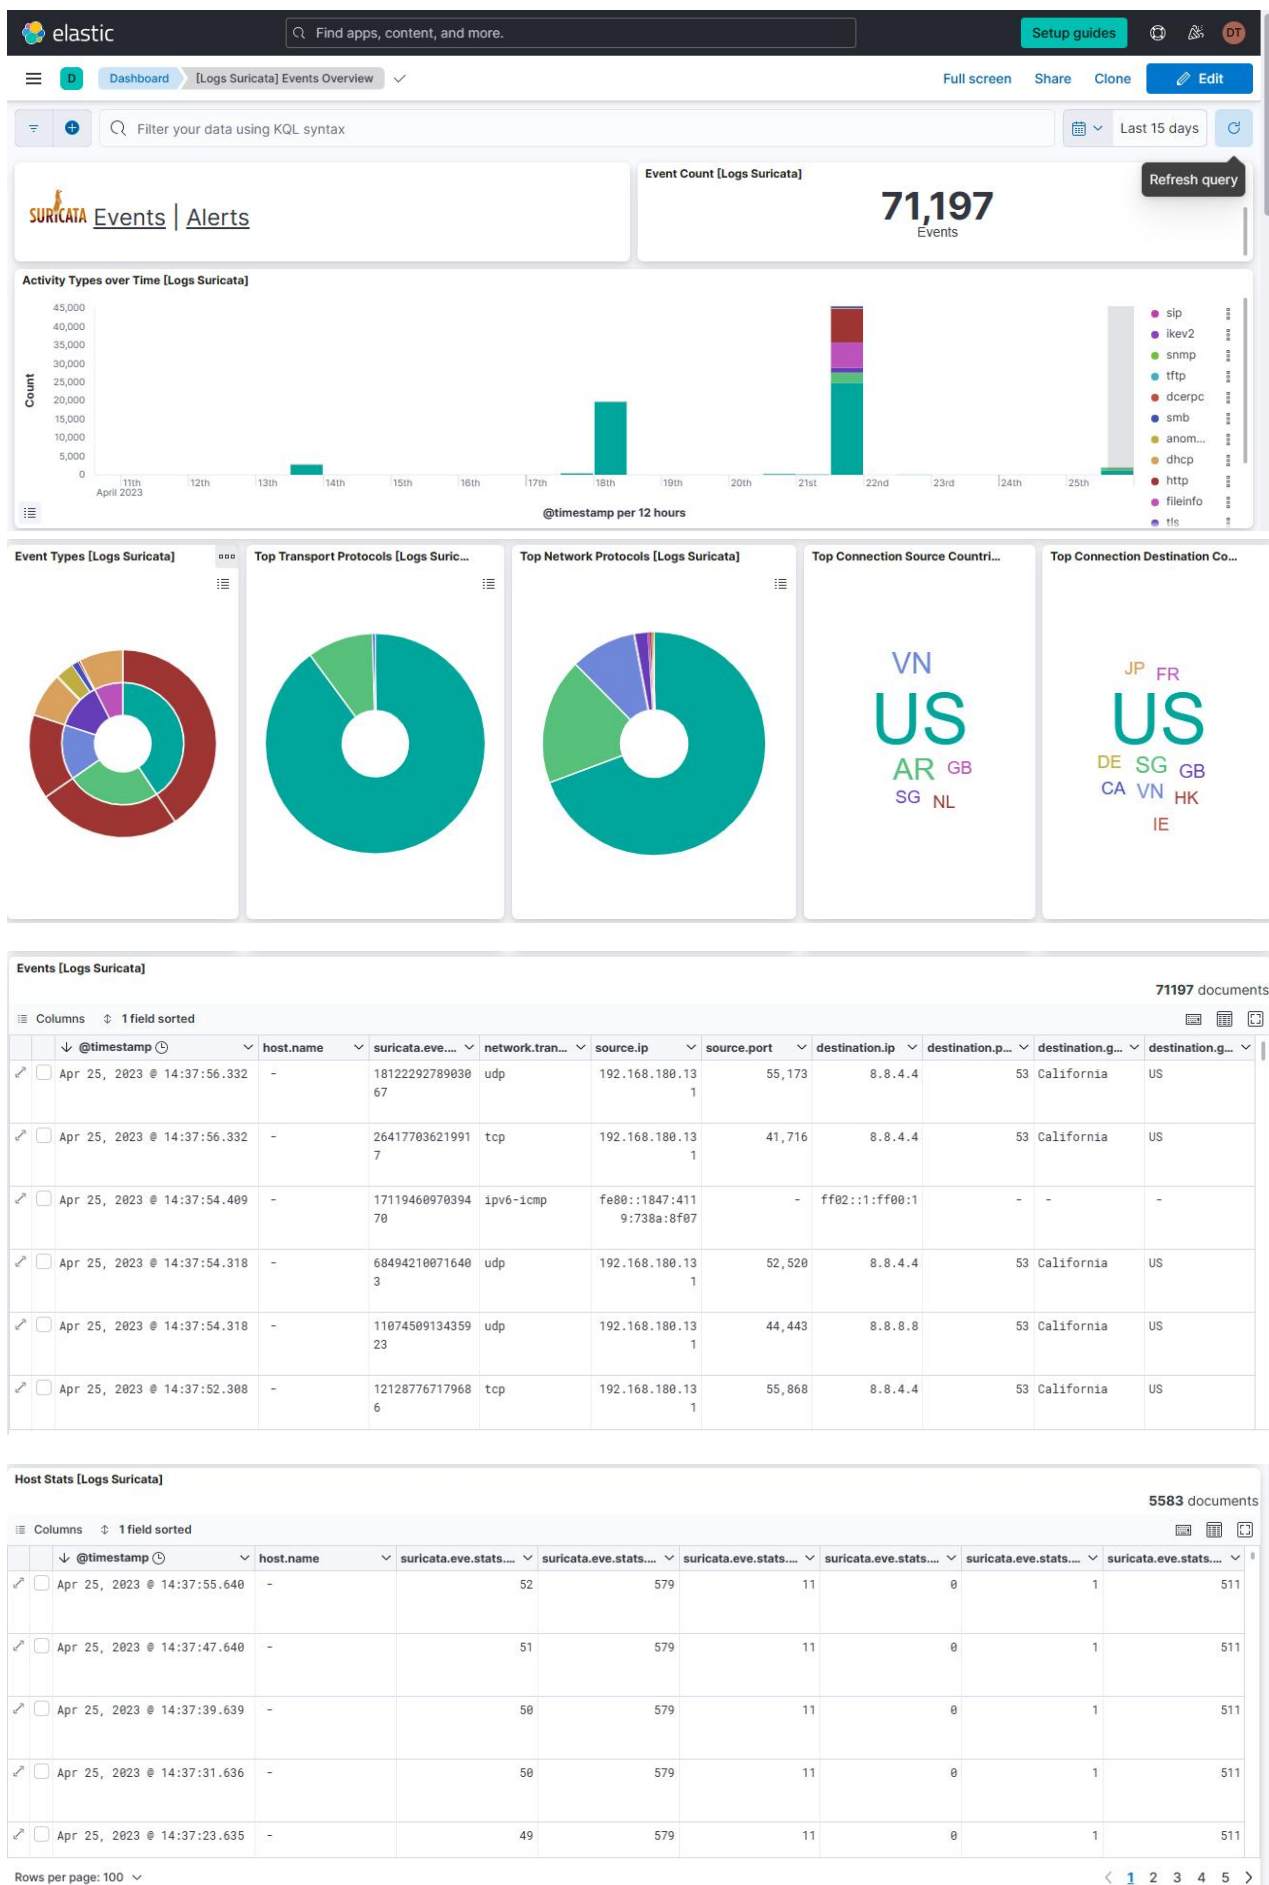 elastic
Find apps, content, and more.
Setup guides
DT
D
Dashboard
[Logs Suricata] Events Overview
Full screen
Share
Clone
Edit
Filter your data using KQL syntax
Last 15 days
Refresh query
SURICATA Events | Alerts
Event Count [Logs Suricata]
71,197
Events
Activity Types over Time [Logs Suricata]
Count
45,000
40,000
35,000
30,000
25,000
20,000
15,000
10,000
5,000
0
11th 12th 13th 14th 15th 16th 17th 18th 19th 20th 21st 22nd 23rd 24th 25th
April 2023
@timestamp per 12 hours
sip
ikev2
snmp
tftp
dcerpc
smb
anom...
dhcp
http
fileinfo
tls
Event Types [Logs Suricata]
Top Transport Protocols [Logs Suric...
Top Network Protocols [Logs Suricata]
Top Connection Source Countri...
VN
US
AR GB
SG NL
Top Connection Destination Co...
JP FR
US
DE SG GB
CA VN HK
IE
Events [Logs Suricata]
71197 documents
Columns 1 field sorted
@timestamp host.name suricata.eve.... network.tran... source.ip source.port destination.ip destination.p... destination.g... destination.g...
Apr 25, 2023 @ 14:37:56.332 - 18122292789030 udp 192.168.180.13 55,173 8.8.4.4 53 California US
67 1
Apr 25, 2023 @ 14:37:56.332 - 26417703621991 tcp 192.168.180.13 41,716 8.8.4.4 53 California US
7 1
Apr 25, 2023 @ 14:37:54.409 - 17119460970394 ipv6-icmp fe80::1847:411 - ff02::1:ff00:1 - - -
70 9:738a:8f07
Apr 25, 2023 @ 14:37:54.318 - 68494210071640 udp 192.168.180.13 52,520 8.8.4.4 53 California US
3 1
Apr 25, 2023 @ 14:37:54.318 - 11074509134359 udp 192.168.180.13 44,443 8.8.8.8 53 California US
23 1
Apr 25, 2023 @ 14:37:52.308 - 12128776717968 tcp 192.168.180.13 55,868 8.8.4.4 53 California US
6 1
Host Stats [Logs Suricata]
5583 documents
Columns 1 field sorted
@timestamp host.name suricata.eve.stats.... suricata.eve.stats.... suricata.eve.stats.... suricata.eve.stats.... suricata.eve.stats.... suricata.eve.stats....
Apr 25, 2023 @ 14:37:55.640 - 52 579 11 0 1 511
Apr 25, 2023 @ 14:37:47.640 - 51 579 11 0 1 511
Apr 25, 2023 @ 14:37:39.639 - 50 579 11 0 1 511
Apr 25, 2023 @ 14:37:31.636 - 50 579 11 0 1 511
Apr 25, 2023 @ 14:37:23.635 - 49 579 11 0 1 511
Rows per page: 100
1 2 3 4 5